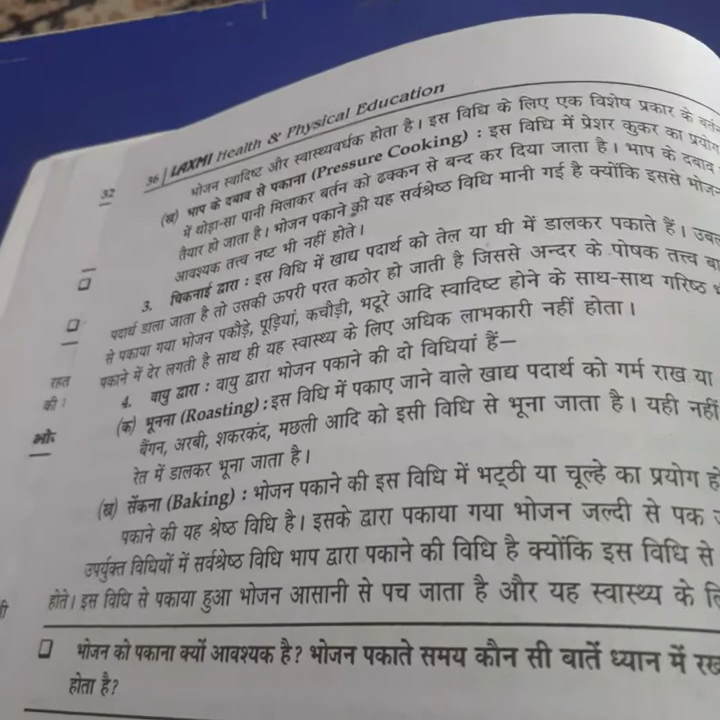 32
36 | LAXMI Health & Physical Education
भोजन स्वादिष्ट और स्वास्थ्यवर्धक होता है। इस विधि के लिए एक विशेष प्रकार के
(ख) भाप के दबाव से पकाना (Pressure Cooking) : इस विधि में प्रेशर कुकर का प्रयोग
में थोड़ा-सा पानी मिलाकर बर्तन को ढक्कन से बन्द कर दिया जाता है। भाप के दबाव
तैयार हो जाता है। भोजन पकाने की यह सर्वश्रेष्ठ विधि मानी गई है क्योंकि इससे
आवश्यक तत्त्व नष्ट भी नहीं होते।
3. चिकनाई द्वारा : इस विधि में खाद्य पदार्थ को तेल या घी में डालकर पकाते हैं।
पदार्थ डाला जाता है तो उसकी ऊपरी परत कठोर हो जाती है जिससे अन्दर के पोषक तत्त्व
से पकाया गया भोजन पकौड़े, पूड़ियां, कचौड़ी, भटूरे आदि स्वादिष्ट होने के साथ-साथ गरिष्ठ
पकाने में देर लगती है साथ ही यह स्वास्थ्य के लिए अधिक लाभकारी नहीं होता।
4. वायु द्वारा : वायु द्वारा भोजन पकाने की दो विधियां हैं—
(क) भूनना (Roasting) : इस विधि में पकाए जाने वाले खाद्य पदार्थ को गर्म राख या
बैंगन, अरबी, शकरकंद, मछली आदि को इसी विधि से भूना जाता है। यही नहीं
रेत में डालकर भूना जाता है।
(ख) सेंकना (Baking) : भोजन पकाने की इस विधि में भट्ठी या चूल्हे का प्रयोग
पकाने की यह श्रेष्ठ विधि है। इसके द्वारा पकाया गया भोजन जल्दी से पक
उपर्युक्त विधियों में सर्वश्रेष्ठ विधि भाप द्वारा पकाने की विधि है क्योंकि इस विधि से
होते। इस विधि से पकाया हुआ भोजन आसानी से पच जाता है और यह स्वास्थ्य के
भोजन को पकाना क्यों आवश्यक है? भोजन पकाते समय कौन सी बातें ध्यान में
होता है?